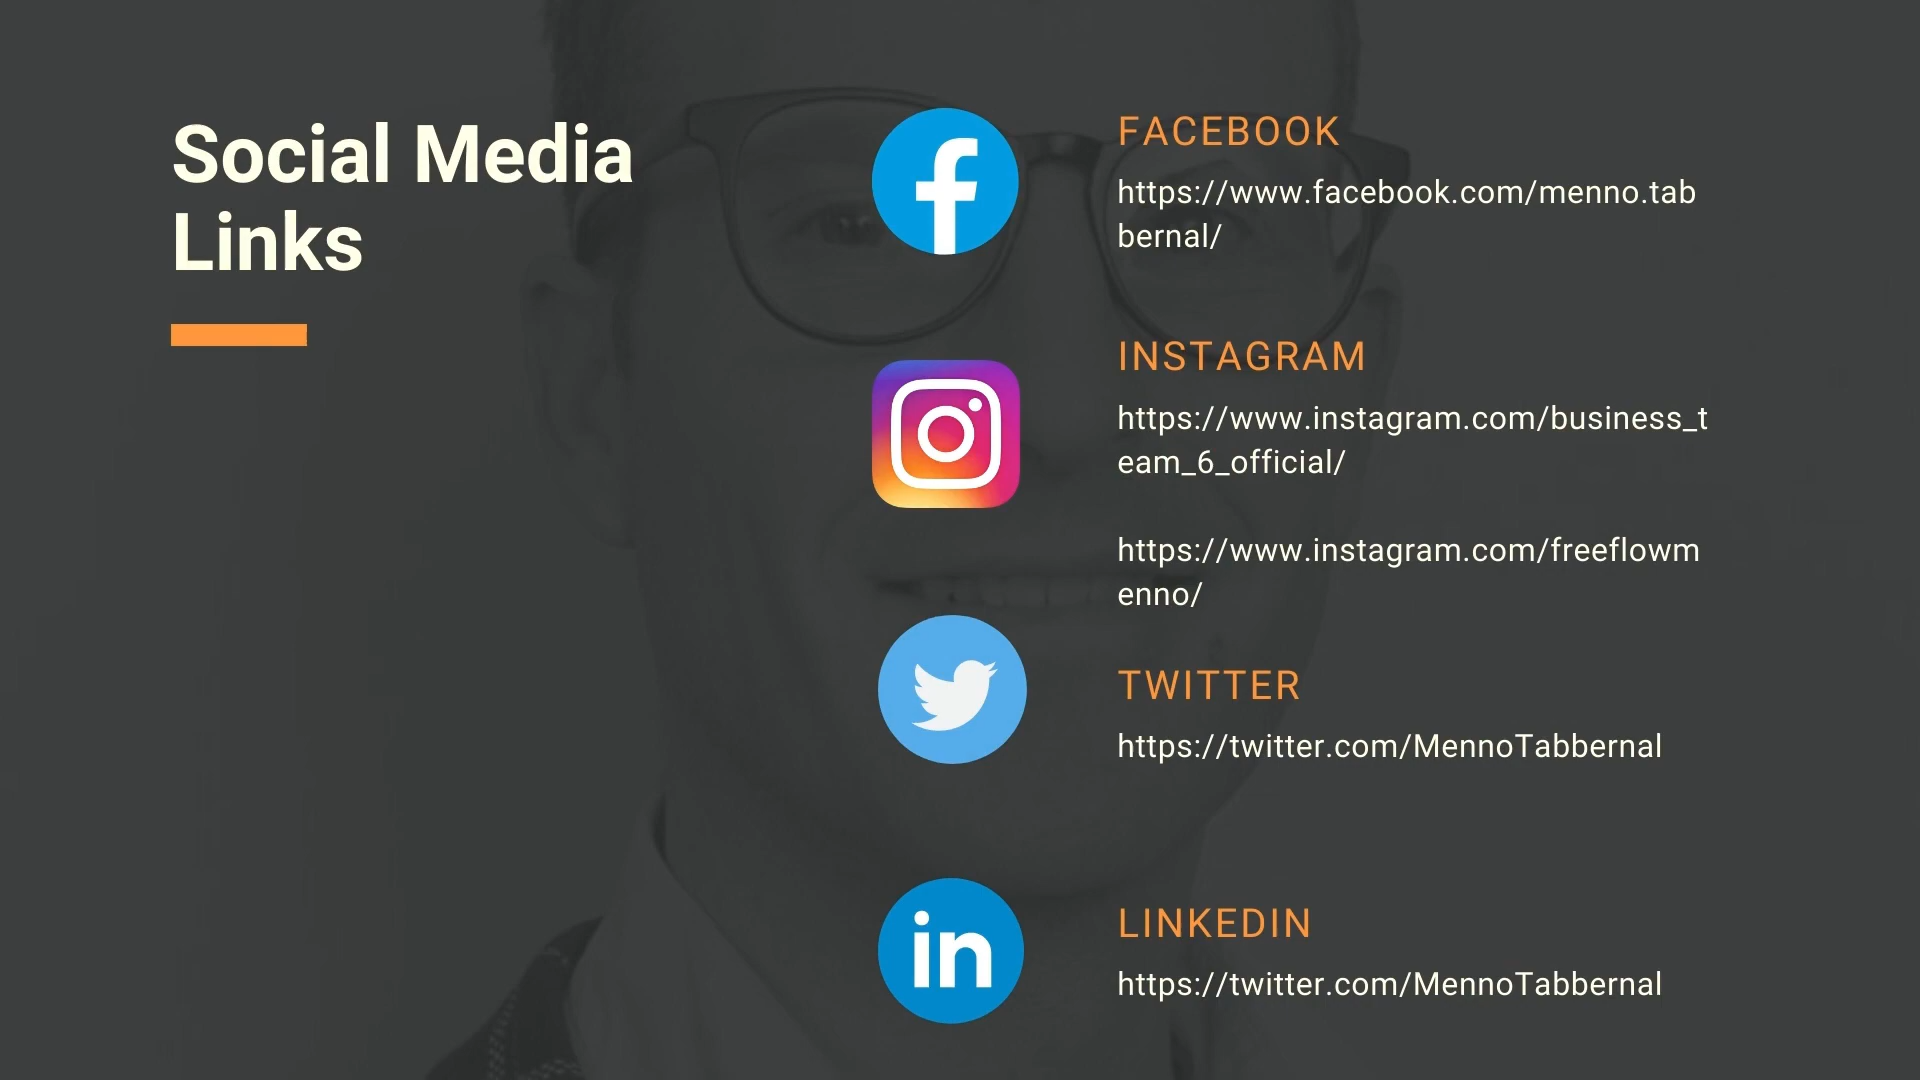 Social Media
Links
FACEBOOK
https://www.facebook.com/menno.tab
bernal/
INSTAGRAM
https://www.instagram.com/business_t
eam_6_official/
https://www.instagram.com/freeflowm
enno/
TWITTER
https://twitter.com/MennoTabbernal
in
LINKEDIN
https://twitter.com/MennoTabbernal